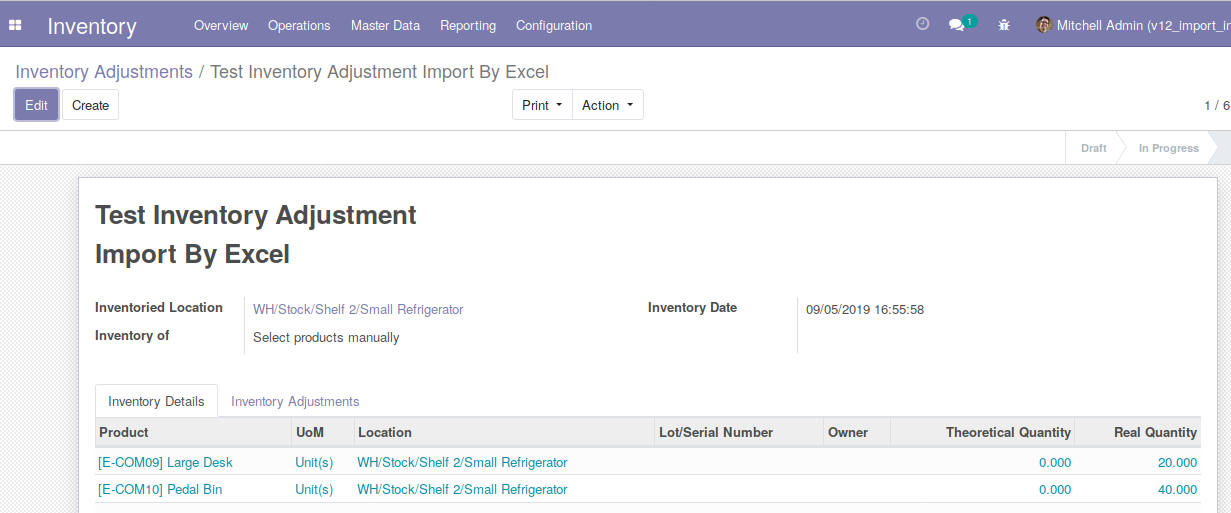 Inventory Overview Operations Master Data Reporting Configuration 1 Mitchell Admin (v12_import_in
Inventory Adjustments / Test Inventory Adjustment Import By Excel
Edit Create Print Action 1 / 6
Draft In Progress
Test Inventory Adjustment
Import By Excel
Inventoried Location WH/Stock/Shelf 2/Small Refrigerator Inventory Date 09/05/2019 16:55:58
Inventory of Select products manually
Inventory Details Inventory Adjustments
Product UoM Location Lot/Serial Number Owner Theoretical Quantity Real Quantity
[E-COM09] Large Desk Unit(s) WH/Stock/Shelf 2/Small Refrigerator 0.000 20.000
[E-COM10] Pedal Bin Unit(s) WH/Stock/Shelf 2/Small Refrigerator 0.000 40.000